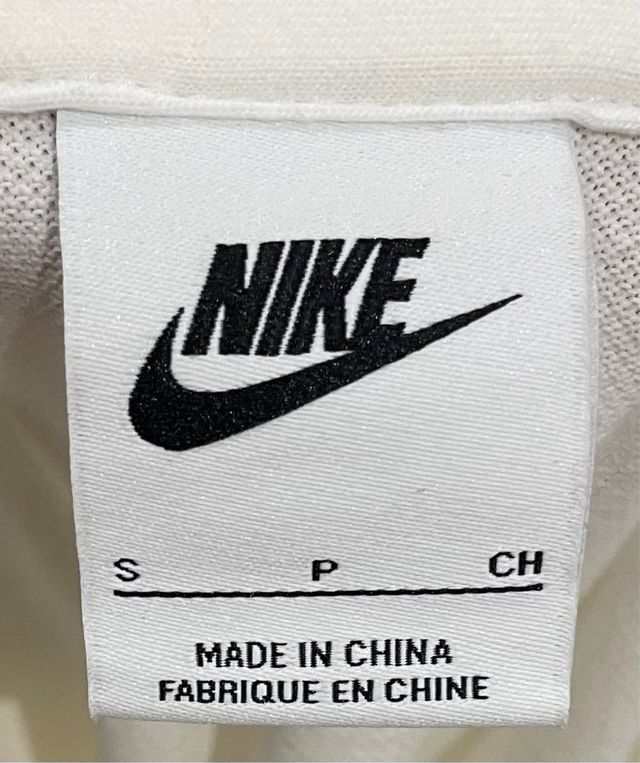 NIKE
S P CH
MADE IN CHINA
FABRIQUE EN CHINE